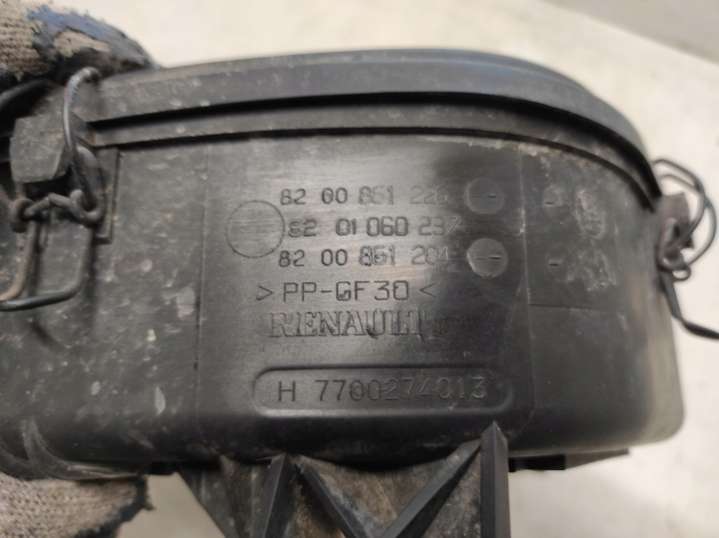 82 00 861 226 --
82 01 060 237
82 00 861 204 --
> PP-GF30 <
RENAULT
H 7700274013